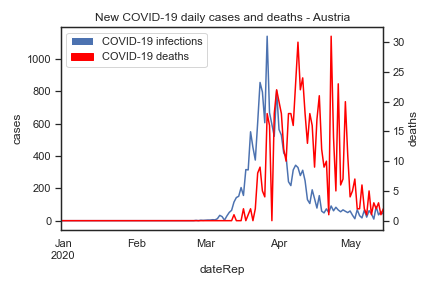 New COVID-19 daily cases and deaths - Austria
COVID-19 infections
COVID-19 deaths
cases
deaths
1000
800
600
400
200
0
30
25
20
15
10
5
0
Jan
2020
Feb
Mar
Apr
May
dateRep